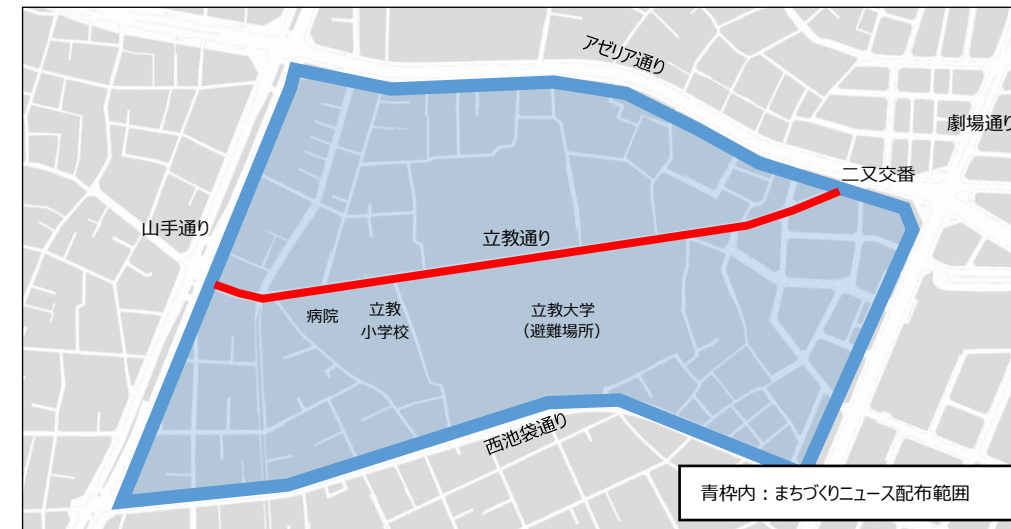 アゼリア通り
劇場通り
二又交番
山手通り
立教通り
病院
立教
小学校
立教大学
（避難場所）
西池袋通り
青枠内：まちづくりニュース配布範囲